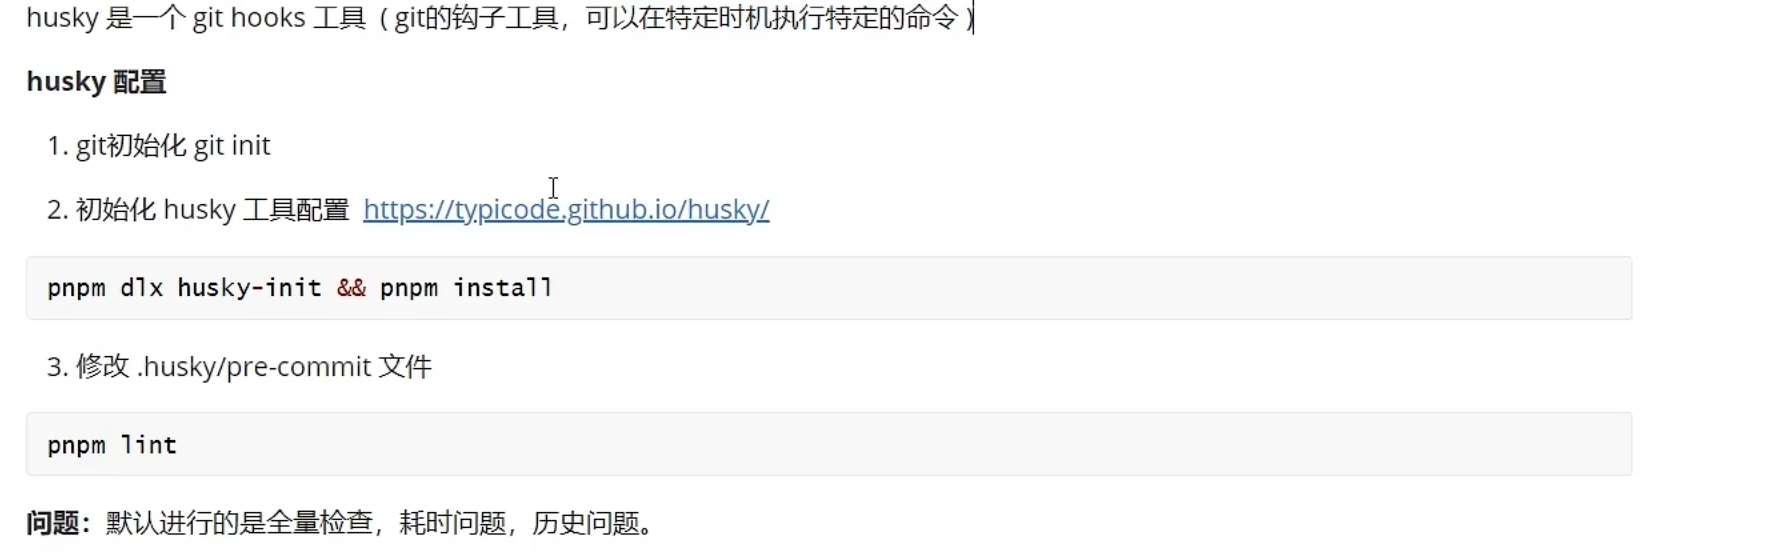 husky 是一个 git hooks 工具（ git的钩子工具，可以在特定时机执行特定的命令 ）
husky 配置
1. git初始化 git init
2. 初始化 husky 工具配置 https://typicode.github.io/husky/
pnpm dlx husky-init && pnpm install
3. 修改 .husky/pre-commit 文件
pnpm lint
问题：默认进行的是全量检查，耗时问题，历史问题。